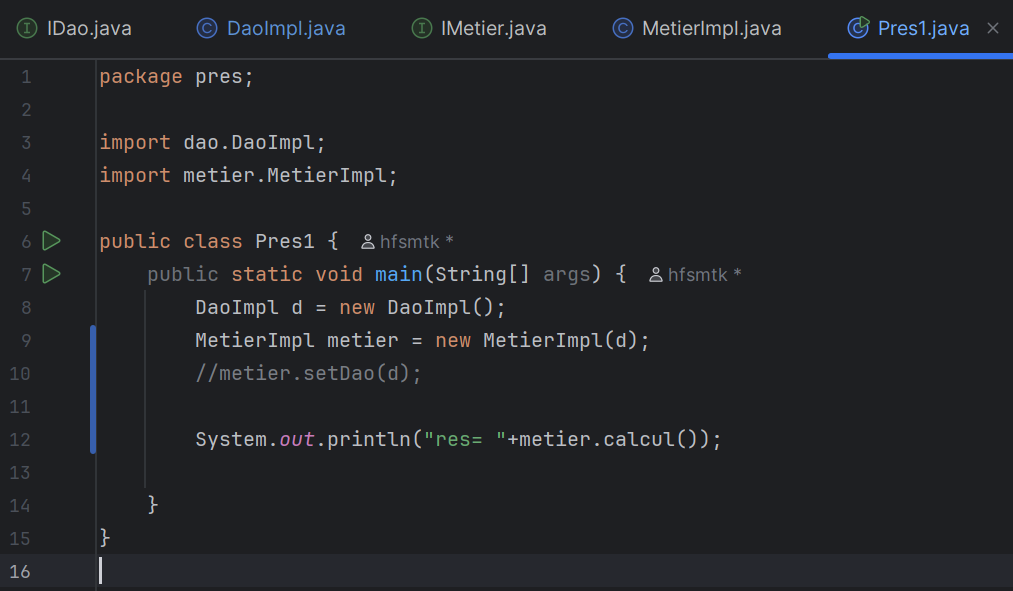 IDao.java DaoImpl.java IMetier.java MetierImpl.java Pres1.java
1 package pres;
2
3 import dao.DaoImpl;
4 import metier.MetierImpl;
5
6 public class Pres1 { hfsmtk *
7 public static void main(String[] args) { hfsmtk *
8 DaoImpl d = new DaoImpl();
9 MetierImpl metier = new MetierImpl(d);
10 //metier.setDao(d);
11
12 System.out.println("res= "+metier.calcul());
13
14 }
15 }
16